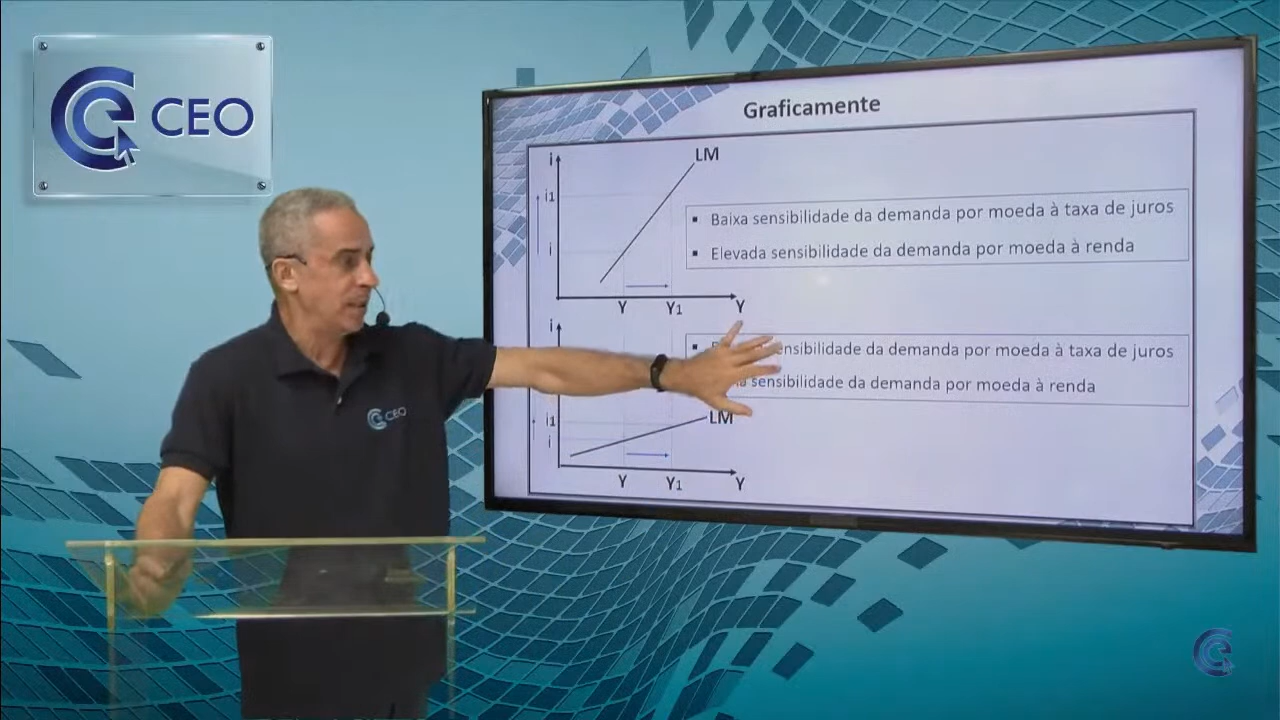 CEO
Graficamente
i
LM
i1
Baixa sensibilidade da demanda por moeda à taxa de juros
i
Elevada sensibilidade da demanda por moeda à renda
Y
Y1
Y
i
sensibilidade da demanda por moeda à taxa de juros
sensibilidade da demanda por moeda à renda
CEO
LM
i1
i
Y
Y1
Y